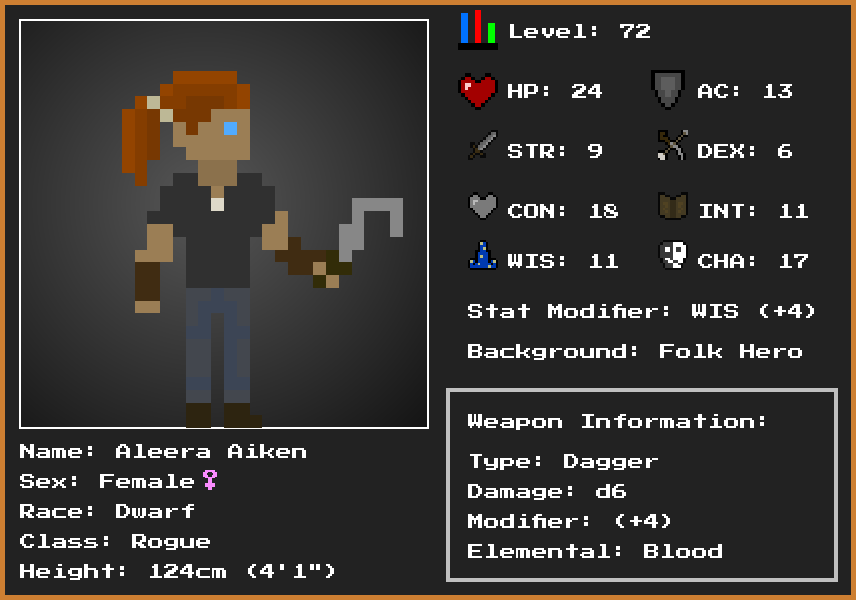 Level: 72
HP: 24 AC: 13
STR: 9 DEX: 6
CON: 18 INT: 11
WIS: 11 CHA: 17
Stat Modifier: WIS (+4)
Background: Folk Hero
Weapon Information:
Type: Dagger
Damage: d6
Modifier: (+4)
Elemental: Blood
Name: Aleera Aiken
Sex: Female♀
Race: Dwarf
Class: Rogue
Height: 124cm (4'1")